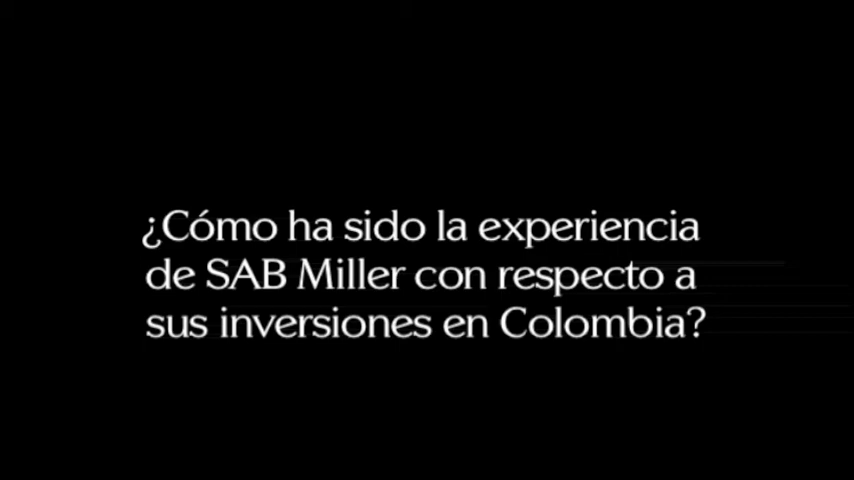 ¿Cómo ha sido la experiencia
de SAB Miller con respecto a
sus inversiones en Colombia?